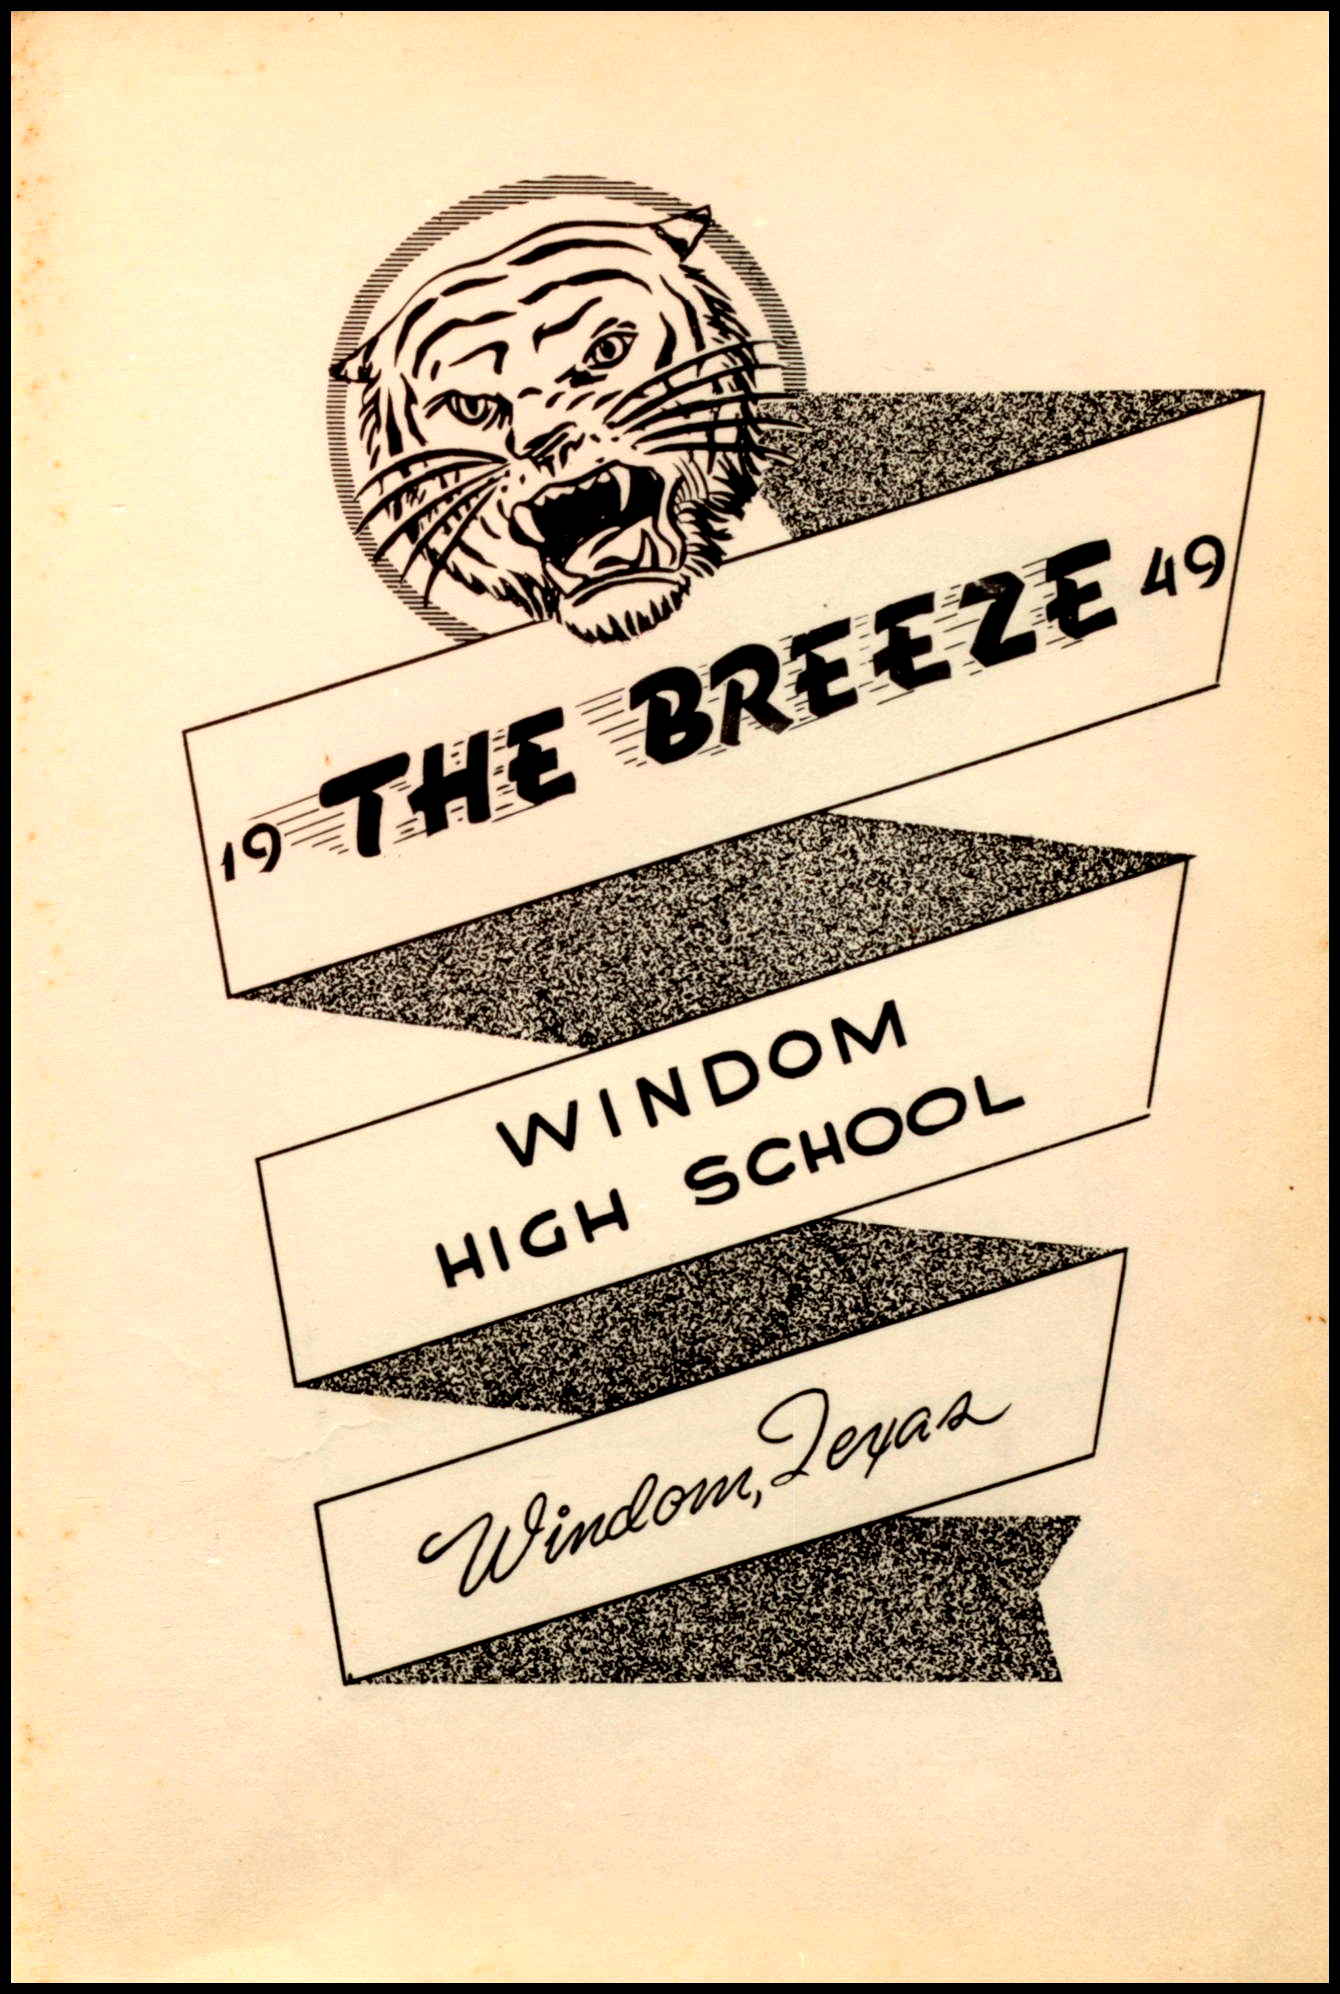 19 THE BREEZE 49
WINDOM
HIGH SCHOOL
Windom, Texas